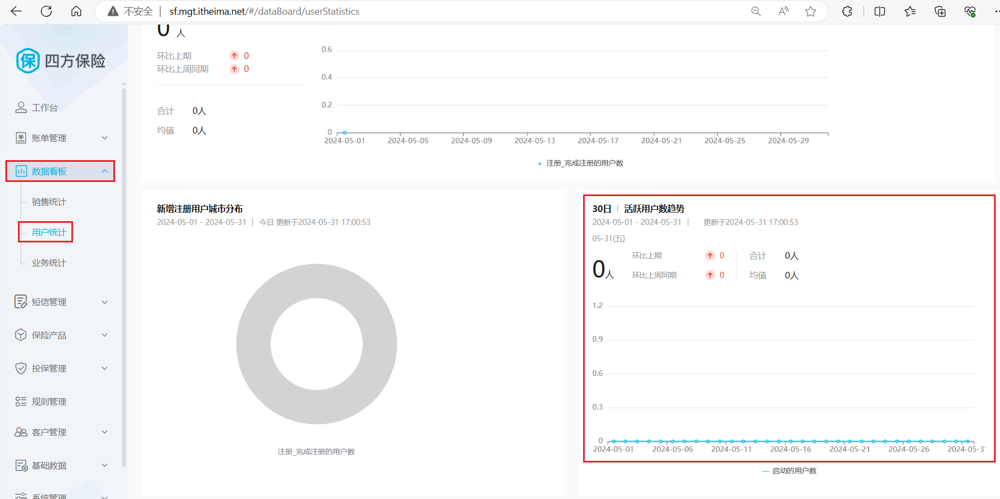 不安全 | sf.mgt.itheima.net/#/dataBoard/userStatistics
保 四方保险
工作台
账单管理
数据看板
销售统计
用户统计
业务统计
短信管理
保险产品
投保管理
规则管理
客户管理
基础数据
系统管理
0 人
环比上期 0
环比上周同期 0
合计 0人
均值 0人
0.6
0.4
0.2
0
2024-05-01 2024-05-05 2024-05-09 2024-05-13 2024-05-17 2024-05-21 2024-05-25 2024-05-29
注册_完成注册的用户数
新增注册用户城市分布
2024-05-01 - 2024-05-31 | 今日 更新于2024-05-31 17:00:53
注册_完成注册的用户数
30日 | 活跃用户数趋势
2024-05-01 - 2024-05-31 | 更新于2024-05-31 17:00:53
05-31(五)
0人
环比上期 0 合计 0人
环比上周同期 0 均值 0人
1.2
0.9
0.6
0.3
0
2024-05-01 2024-05-06 2024-05-11 2024-05-16 2024-05-21 2024-05-26 2024-05-31
启动的用户数